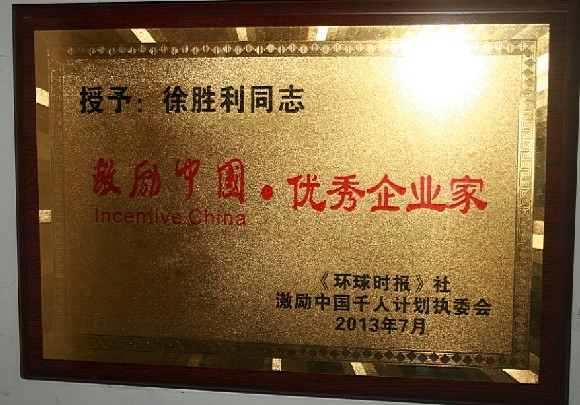 授予：徐胜利同志
激励中国·优秀企业家
Incentive China
《环球时报》社
激励中国千人计划执委会
2013年7月